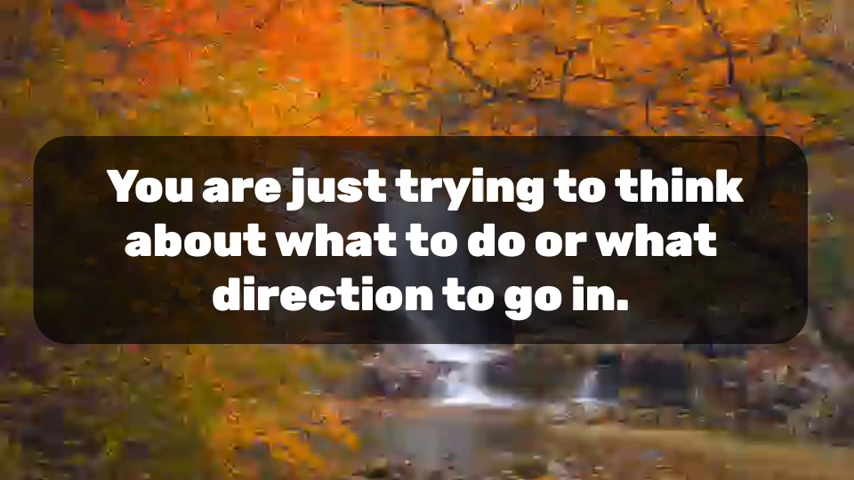 You are just trying to think
about what to do or what
direction to go in.